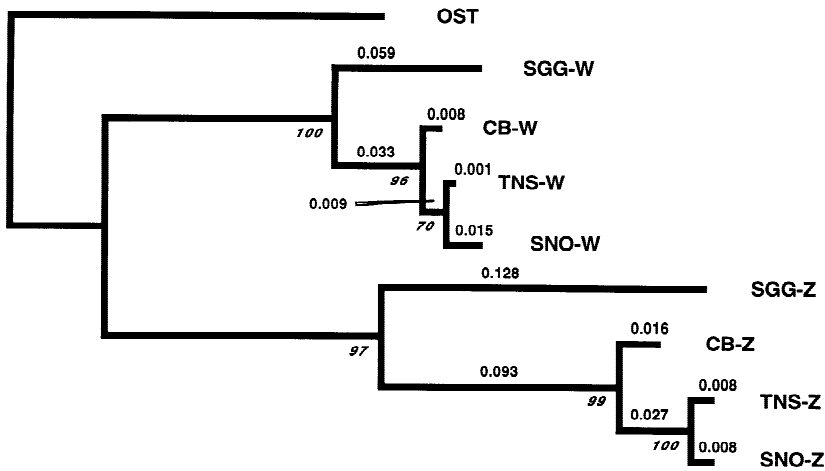 OST
0.059
SGG-W
100
0.008
CB-W
0.033
96
0.001
TNS-W
0.009
70
0.015
SNO-W
0.128
SGG-Z
97
0.016
CB-Z
0.093
99
0.008
TNS-Z
0.027
100
0.008
SNO-Z